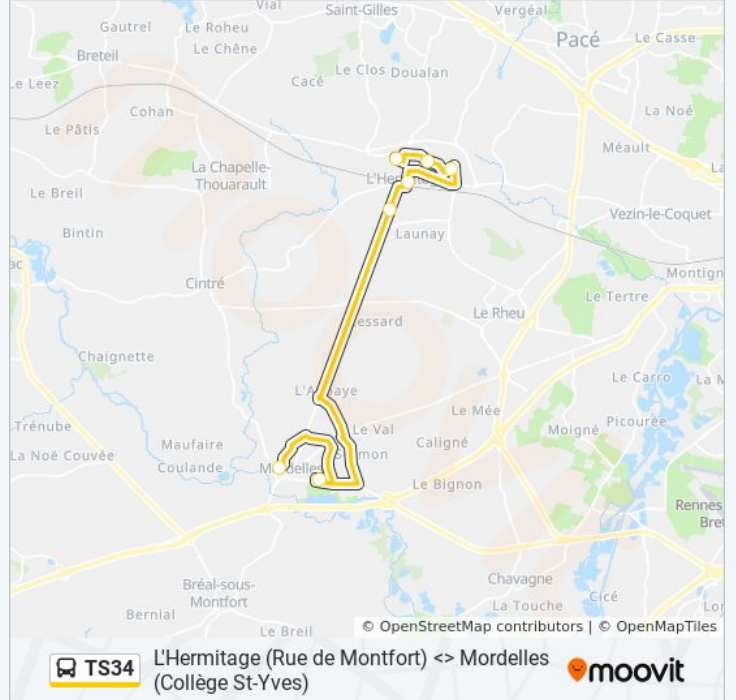 Vial
Saint-Gilles
Vergéal
Gautrel
Le Roheu
Pacé
Le Casse
Breteil
Le Chêne
Le Clos
Doualan
Le Leez
Cacé
Cohan
La Noé
Le Pâtis
Méault
La Chapelle-
Thouarault
Le Breil
Vezin-le-Coquet
Bintin
Launay
Montign
Cintré
Le Tertre
Le Rheu
Chaignette
Le Carro
Le Mée
Trénube
Le Val
Picourée
Moigné
Maufaire
Caligné
La Noë Couvée
Coulande
Le Bignon
Rennes
Bréal-sous-
Montfort
Chavagne
Cicé
Bernial
La Touche
Le Breil
© OpenStreetMap contributors | © OpenMapTiles
TS34
L'Hermitage (Rue de Montfort) <> Mordelles
(Collège St-Yves)
moovit